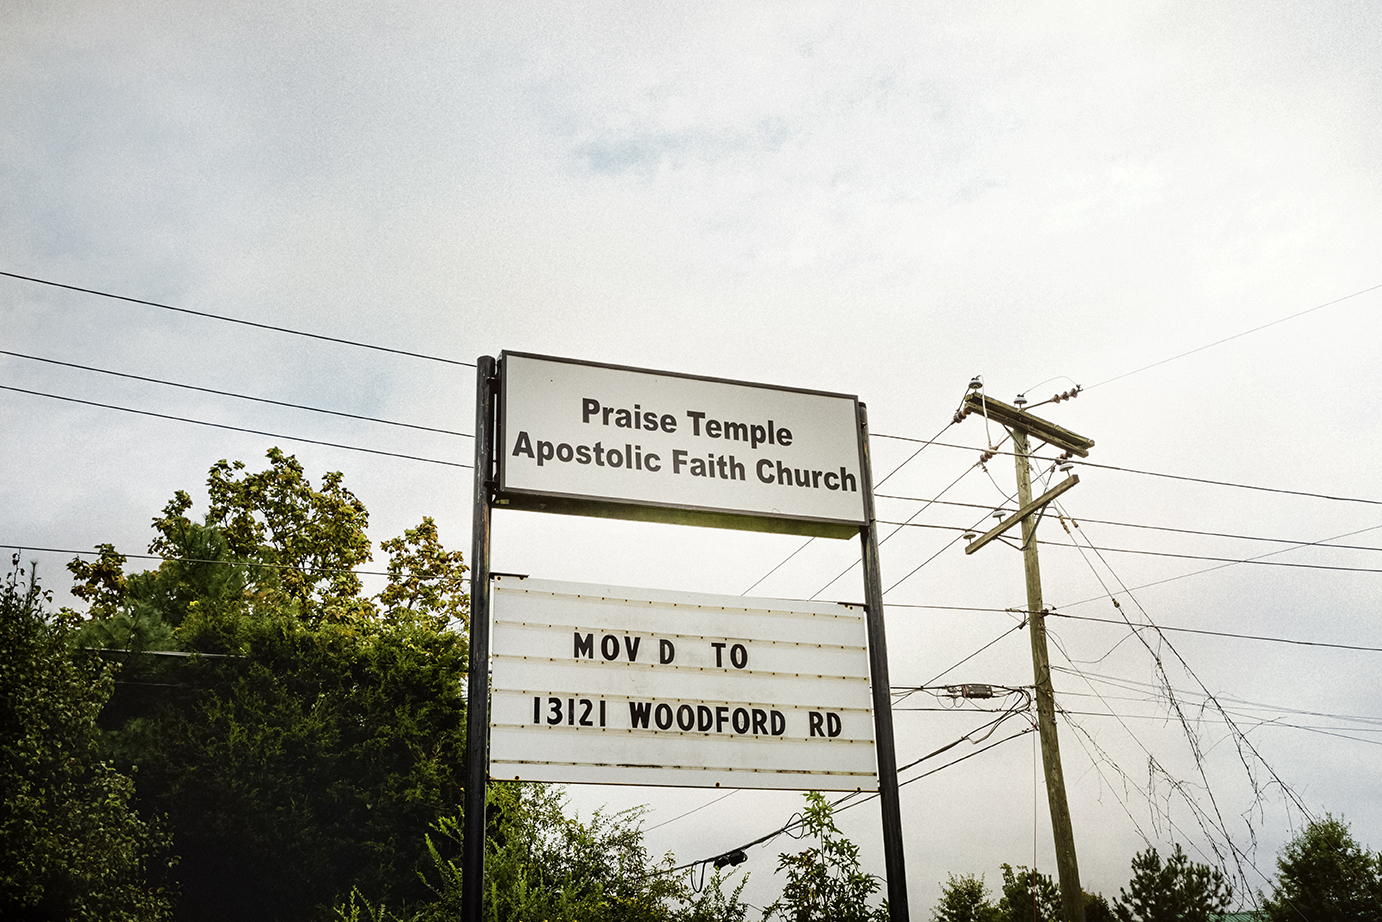 Praise Temple
Apostolic Faith Church
MOV D TO
13121 WOODFORD RD